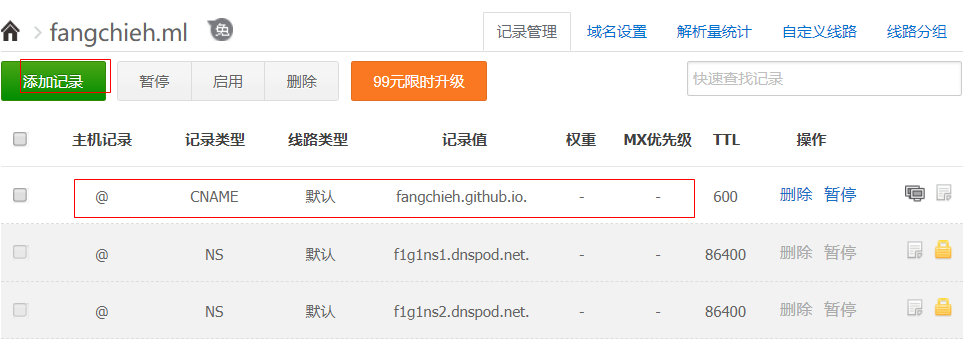 fangchieh.ml 免 记录管理 域名设置 解析量统计 自定义线路 线路分组
添加记录 暂停 启用 删除 99元限时升级 快速查找记录
主机记录 记录类型 线路类型 记录值 权重 MX优先级 TTL 操作
@ CNAME 默认 fangchieh.github.io. - - 600 删除 暂停
@ NS 默认 f1g1ns1.dnspod.net. - - 86400 删除 暂停
@ NS 默认 f1g1ns2.dnspod.net. - - 86400 删除 暂停